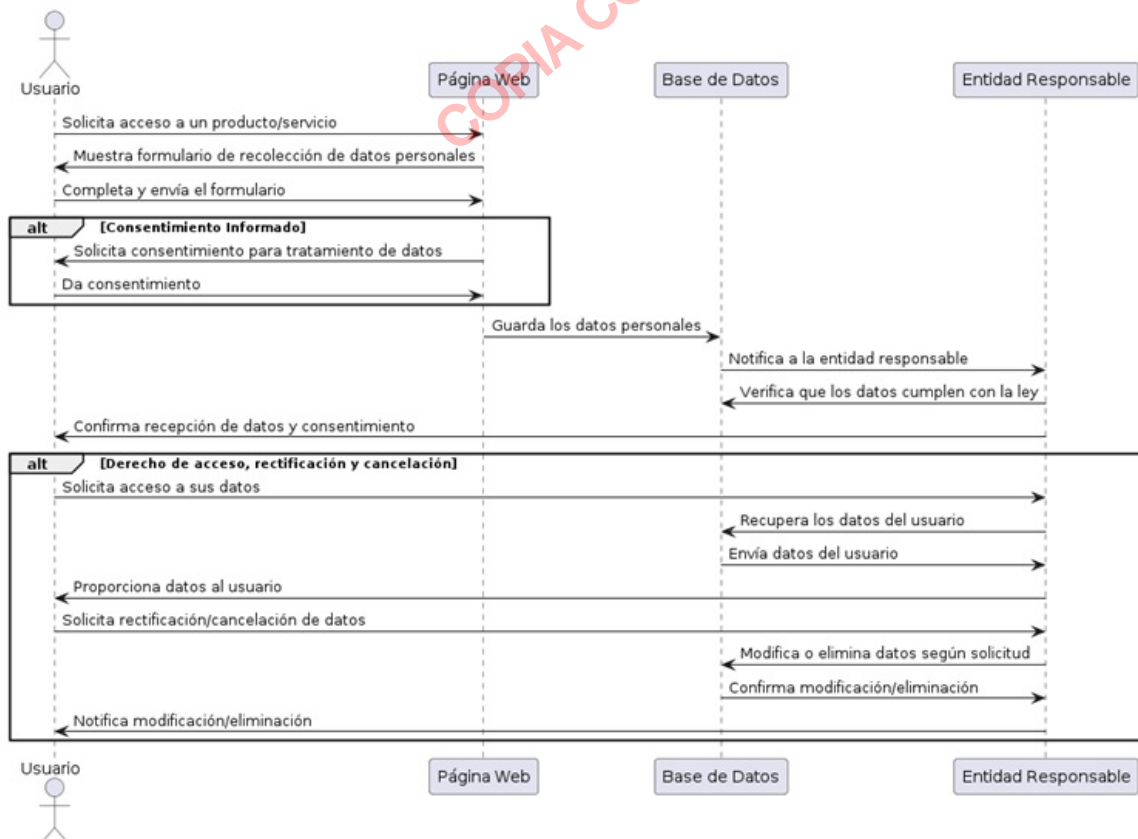 COPIA CO
Usuario
Página Web
Base de Datos
Entidad Responsable
Solicita acceso a un producto/servicio
Muestra formulario de recolección de datos personales
Completa y envía el formulario
alt [Consentimiento Informado]
Solicita consentimiento para tratamiento de datos
Da consentimiento
Guarda los datos personales
Notifica a la entidad responsable
Verifica que los datos cumplen con la ley
Confirma recepción de datos y consentimiento
alt [Derecho de acceso, rectificación y cancelación]
Solicita acceso a sus datos
Recupera los datos del usuario
Envía datos del usuario
Proporciona datos al usuario
Solicita rectificación/cancelación de datos
Modifica o elimina datos según solicitud
Confirma modificación/eliminación
Notifica modificación/eliminación
Usuario
Página Web
Base de Datos
Entidad Responsable